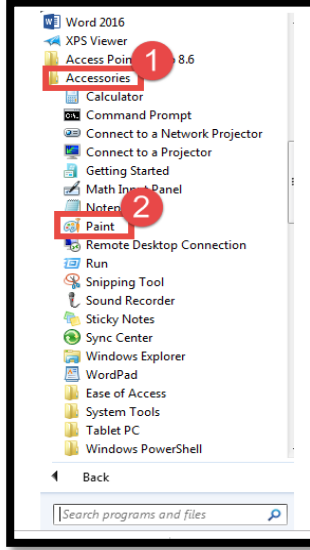 Word 2016
XPS Viewer
Access Poin 8.6
1
Accessories
Calculator
Command Prompt
Connect to a Network Projector
Connect to a Projector
Getting Started
Math Input Panel
2
Paint
Remote Desktop Connection
Run
Snipping Tool
Sound Recorder
Sticky Notes
Sync Center
Windows Explorer
WordPad
Ease of Access
System Tools
Tablet PC
Windows PowerShell
Back
Search programs and files